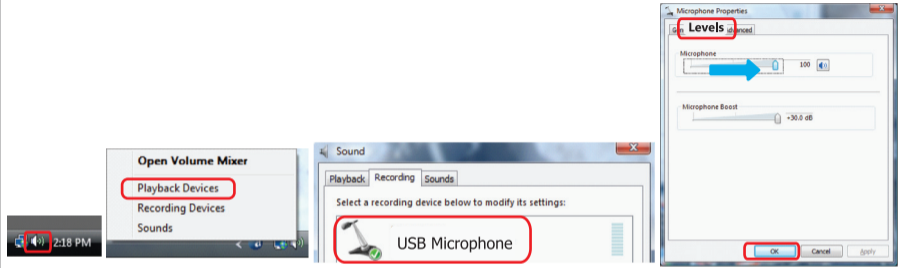 2:18 PM
Open Volume Mixer
Playback Devices
Recording Devices
Sounds
Sound
Playback Recording Sounds
Select a recording device below to modify its settings:
USB Microphone
Microphone Properties
Levels
Microphone
100
Microphone Boost
+30.0 dB
OK Cancel Apply